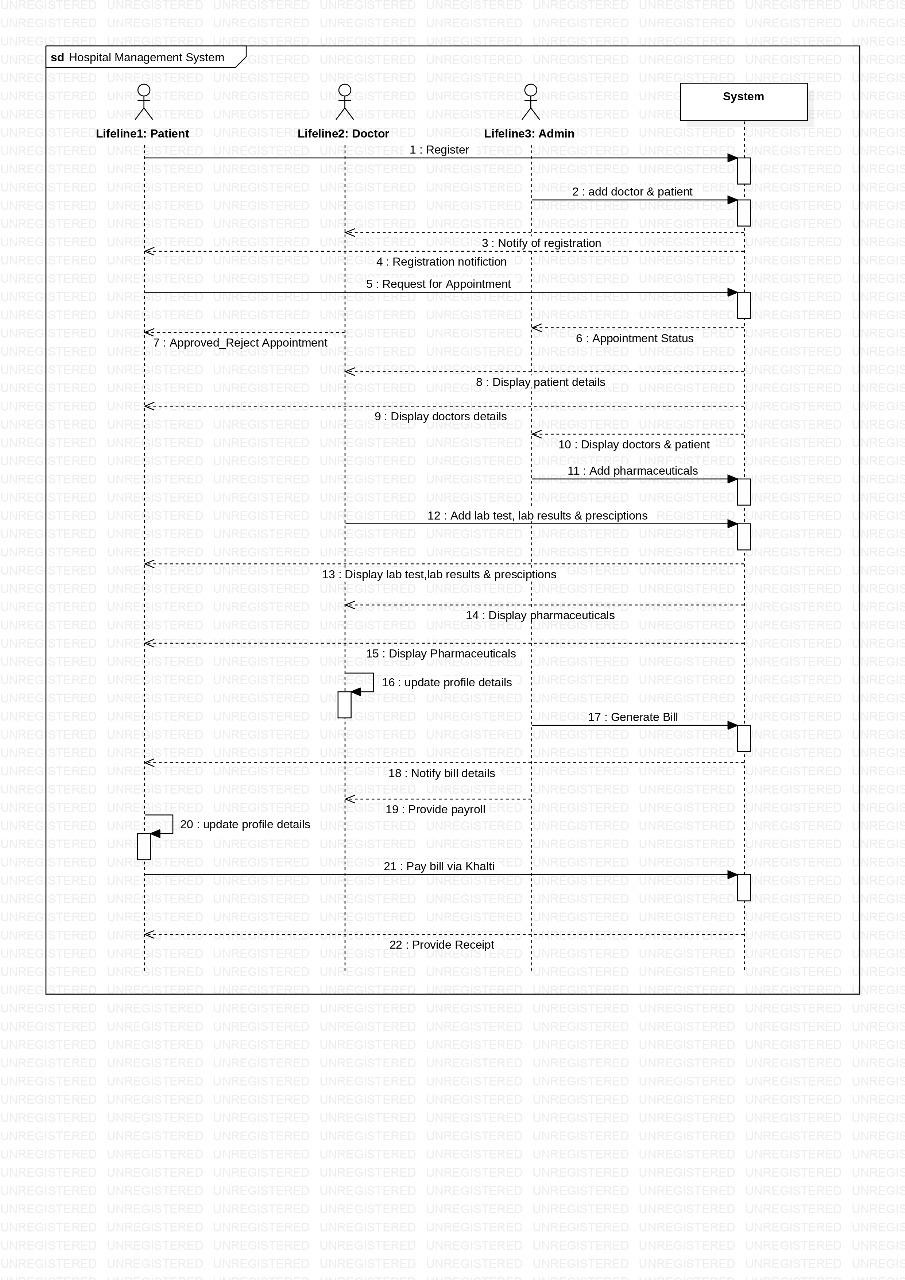 sd Hospital Management System
Lifeline1: Patient
Lifeline2: Doctor
Lifeline3: Admin
System
1 : Register
2 : add doctor & patient
3 : Notify of registration
4 : Registration notifiction
5 : Request for Appointment
6 : Appointment Status
7 : Approved_Reject Appointment
8 : Display patient details
9 : Display doctors details
10 : Display doctors & patient
11 : Add pharmaceuticals
12 : Add lab test, lab results & presciptions
13 : Display lab test,lab results & presciptions
14 : Display pharmaceuticals
15 : Display Pharmaceuticals
16 : update profile details
17 : Generate Bill
18 : Notify bill details
19 : Provide payroll
20 : update profile details
21 : Pay bill via Khalti
22 : Provide Receipt
UNREGISTERED